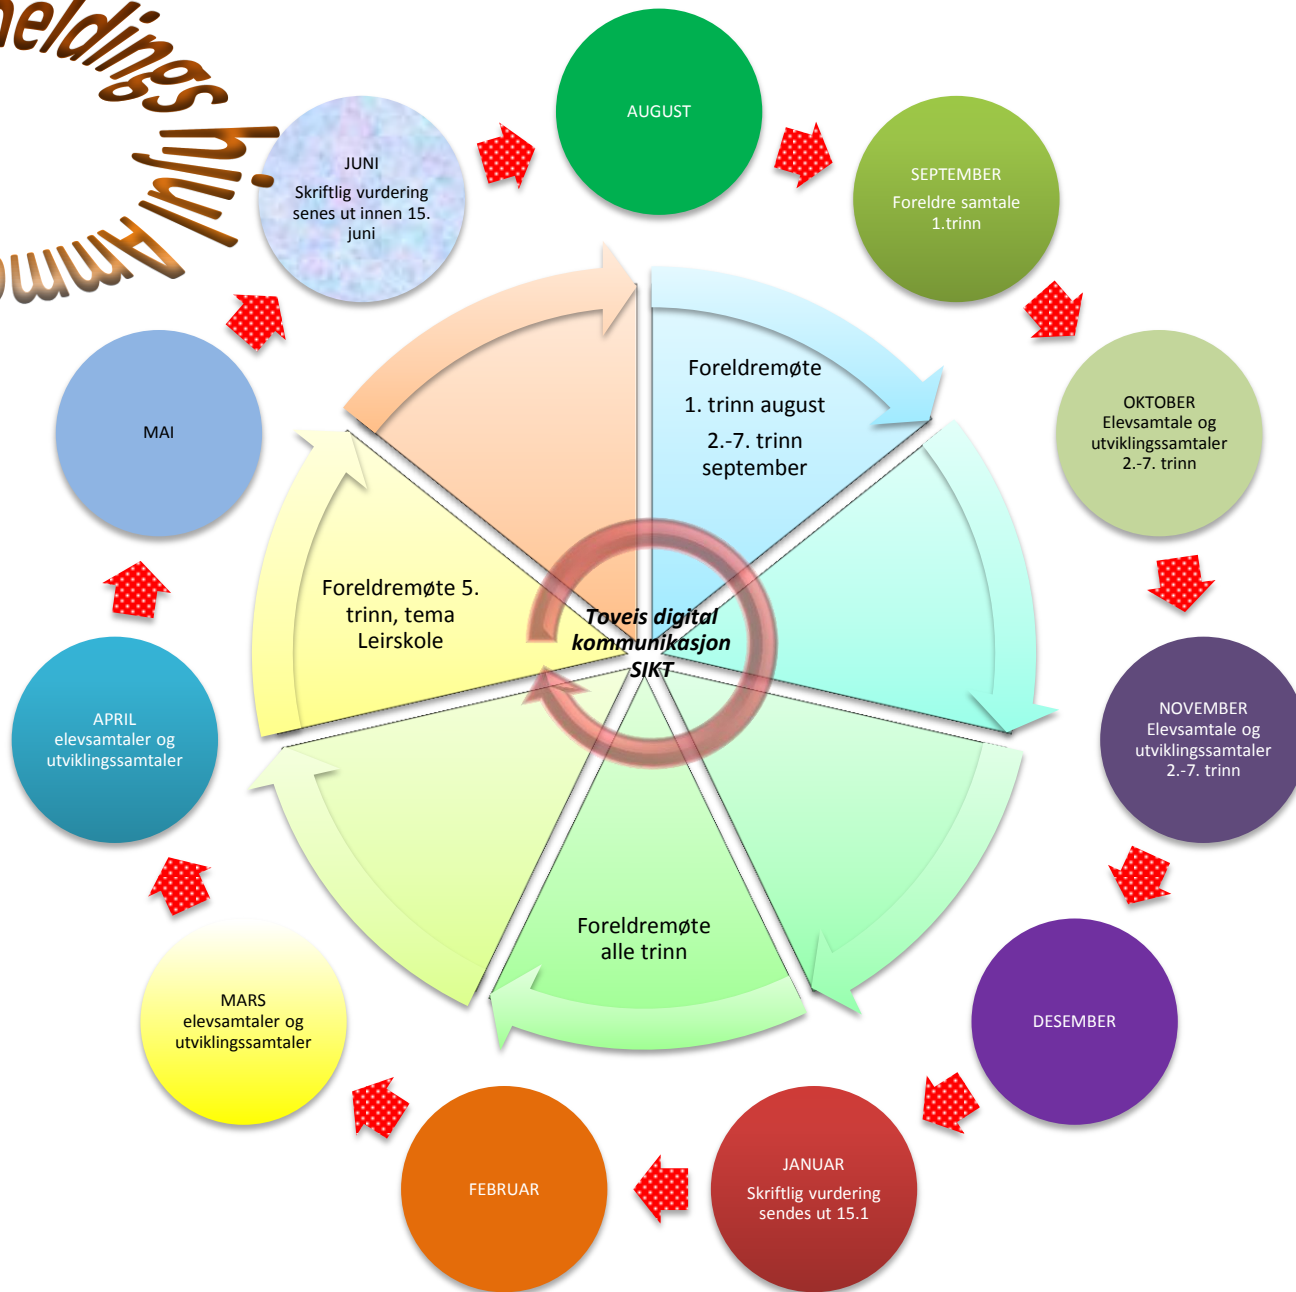 eldings
hjul
AUGUST
SEPTEMBER
Foreldre samtale
1.trinn
OKTOBER
Elevsamtale og
utviklingssamtaler
2.-7. trinn
NOVEMBER
Elevsamtale og
utviklingssamtaler
2.-7. trinn
DESEMBER
JANUAR
Skriftlig vurdering
sendes ut 15.1
FEBRUAR
MARS
elevsamtaler og
utviklingssamtaler
APRIL
elevsamtaler og
utviklingssamtaler
MAI
JUNI
Skriftlig vurdering
senes ut innen 15.
juni
Foreldremøte
1. trinn august
2.-7. trinn
september
Foreldremøte
alle trinn
Foreldremøte 5.
trinn, tema
Leirskole
Toveis digital
kommunikasjon
SIKT